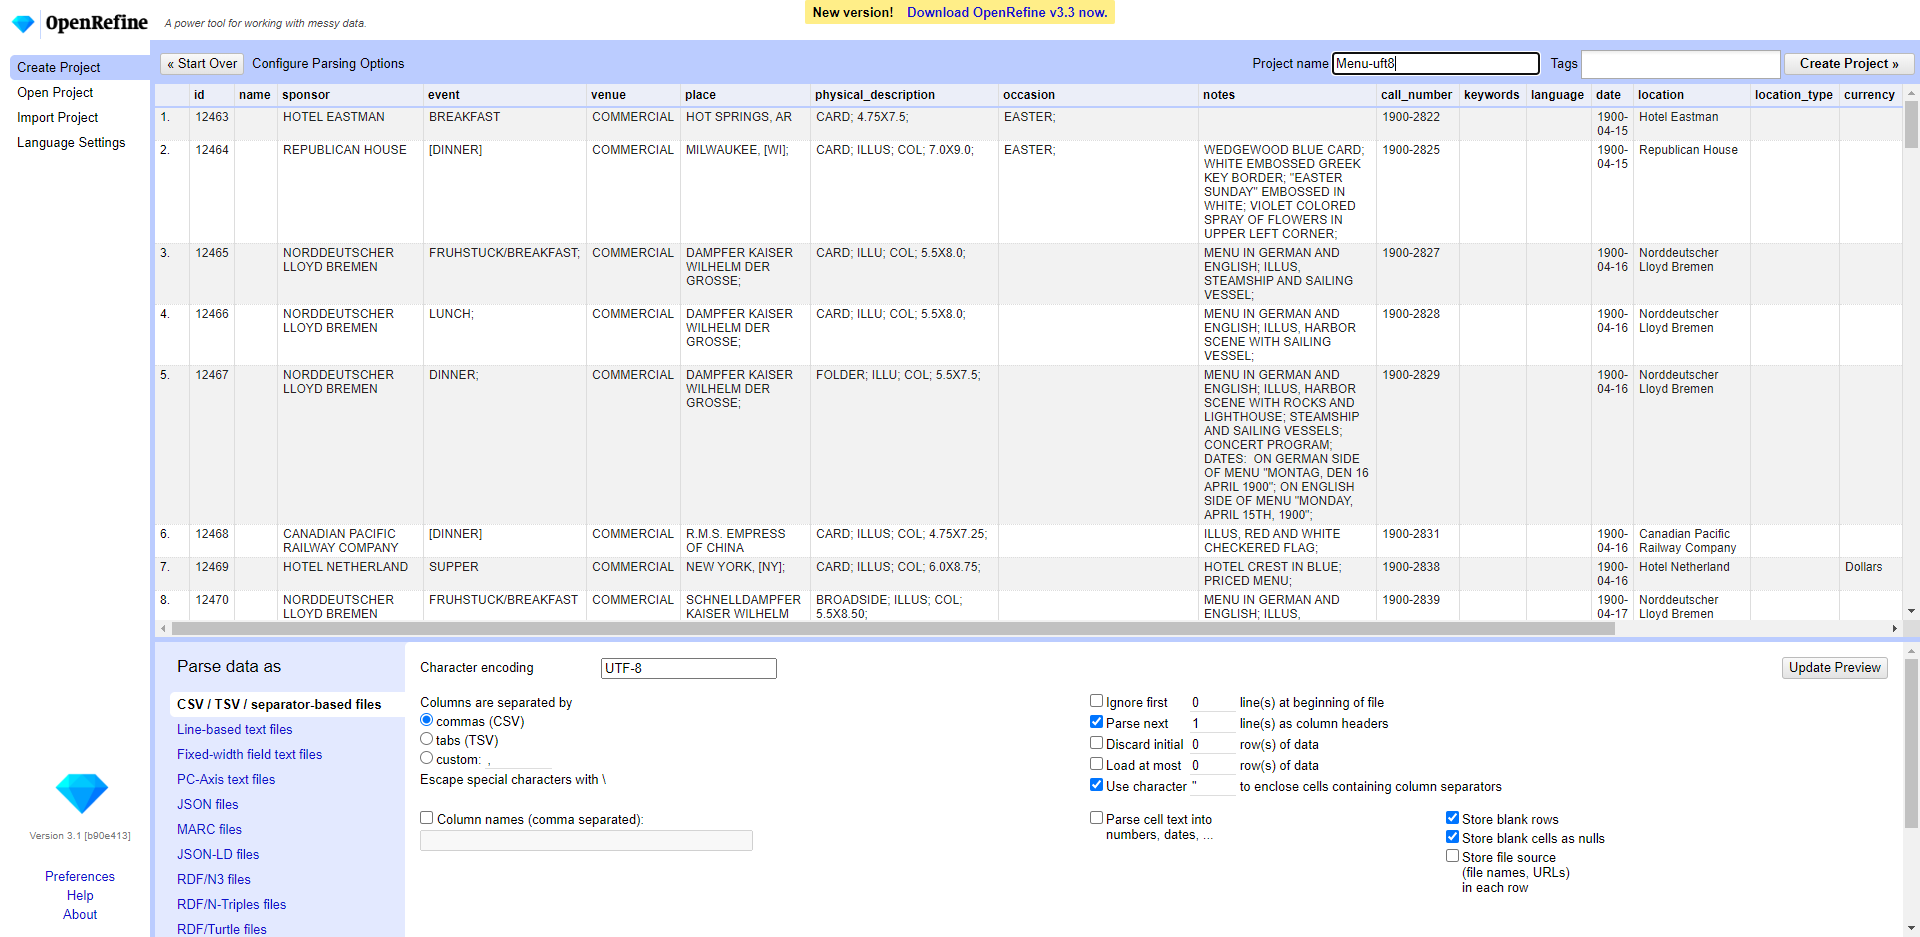 OpenRefine A power tool for working with messy data.
New version! Download OpenRefine v3.3 now.
Create Project
Open Project
Import Project
Language Settings
« Start Over Configure Parsing Options Project name Menu-uft8 Tags Create Project »
id name sponsor event venue place physical_description occasion notes call_number keywords language date location location_type currency
1. 12463 HOTEL EASTMAN BREAKFAST COMMERCIAL HOT SPRINGS, AR CARD; 4.75X7.5; EASTER; 1900-2822 1900- Hotel Eastman
04-15
2. 12464 REPUBLICAN HOUSE [DINNER] COMMERCIAL MILWAUKEE, [WI]; CARD; ILLUS; COL; 7.0X9.0; EASTER; WEDGEWOOD BLUE CARD; 1900-2825 1900- Republican House
WHITE EMBOSSED GREEK 04-15
KEY BORDER; "EASTER
SUNDAY" EMBOSSED IN
WHITE; VIOLET COLORED
SPRAY OF FLOWERS IN
UPPER LEFT CORNER;
3. 12465 NORDDEUTSCHER FRUHSTUCK/BREAKFAST; COMMERCIAL DAMPFER KAISER CARD; ILLU; COL; 5.5X8.0; MENU IN GERMAN AND 1900-2827 1900- Norddeutscher
LLOYD BREMEN WILHELM DER ENGLISH; ILLUS, 04-16 Lloyd Bremen
GROSSE; STEAMSHIP AND SAILING
VESSEL;
4. 12466 NORDDEUTSCHER LUNCH; COMMERCIAL DAMPFER KAISER CARD; ILLU; COL; 5.5X8.0; MENU IN GERMAN AND 1900-2828 1900- Norddeutscher
LLOYD BREMEN WILHELM DER ENGLISH; ILLUS, HARBOR 04-16 Lloyd Bremen
GROSSE; SCENE WITH SAILING
VESSEL;
5. 12467 NORDDEUTSCHER DINNER; COMMERCIAL DAMPFER KAISER FOLDER; ILLU; COL; 5.5X7.5; MENU IN GERMAN AND 1900-2829 1900- Norddeutscher
LLOYD BREMEN WILHELM DER ENGLISH; ILLUS, HARBOR 04-16 Lloyd Bremen
GROSSE; SCENE WITH ROCKS AND
LIGHTHOUSE; STEAMSHIP
AND SAILING VESSELS;
CONCERT PROGRAM;
DATES: ON GERMAN SIDE
OF MENU "MONTAG, DEN 16
APRIL 1900"; ON ENGLISH
SIDE OF MENU "MONDAY,
APRIL 15TH, 1900";
6. 12468 CANADIAN PACIFIC [DINNER] COMMERCIAL R.M.S. EMPRESS CARD; ILLUS; COL; 4.75X7.25; ILLUS, RED AND WHITE 1900-2831 1900- Canadian Pacific
RAILWAY COMPANY OF CHINA CHECKERED FLAG; 04-16 Railway Company
7. 12469 HOTEL NETHERLAND SUPPER COMMERCIAL NEW YORK, [NY]; CARD; ILLUS; COL; 6.0X8.75; HOTEL CREST IN BLUE; 1900-2838 1900- Hotel Netherland Dollars
PRICED MENU; 04-16
8. 12470 NORDDEUTSCHER FRUHSTUCK/BREAKFAST COMMERCIAL SCHNELLDAMPFER BROADSIDE; ILLUS; COL; MENU IN GERMAN AND 1900-2839 1900- Norddeutscher
LLOYD BREMEN KAISER WILHELM 5.5X8.50; ENGLISH; ILLUS, 04-17 Lloyd Bremen
Parse data as
CSV / TSV / separator-based files
Line-based text files
Fixed-width field text files
PC-Axis text files
JSON files
MARC files
JSON-LD files
RDF/N3 files
RDF/N-Triples files
RDF/Turtle files
Character encoding UTF-8 Update Preview
Columns are separated by
commas (CSV)
tabs (TSV)
custom: ,
Escape special characters with \
Column names (comma separated):
Ignore first 0 line(s) at beginning of file
Parse next 1 line(s) as column headers
Discard initial 0 row(s) of data
Load at most 0 row(s) of data
Use character " to enclose cells containing column separators
Parse cell text into
numbers, dates, ...
Store blank rows
Store blank cells as nulls
Store file source
(file names, URLs)
in each row
Version 3.1 [b90e413]
Preferences
Help
About